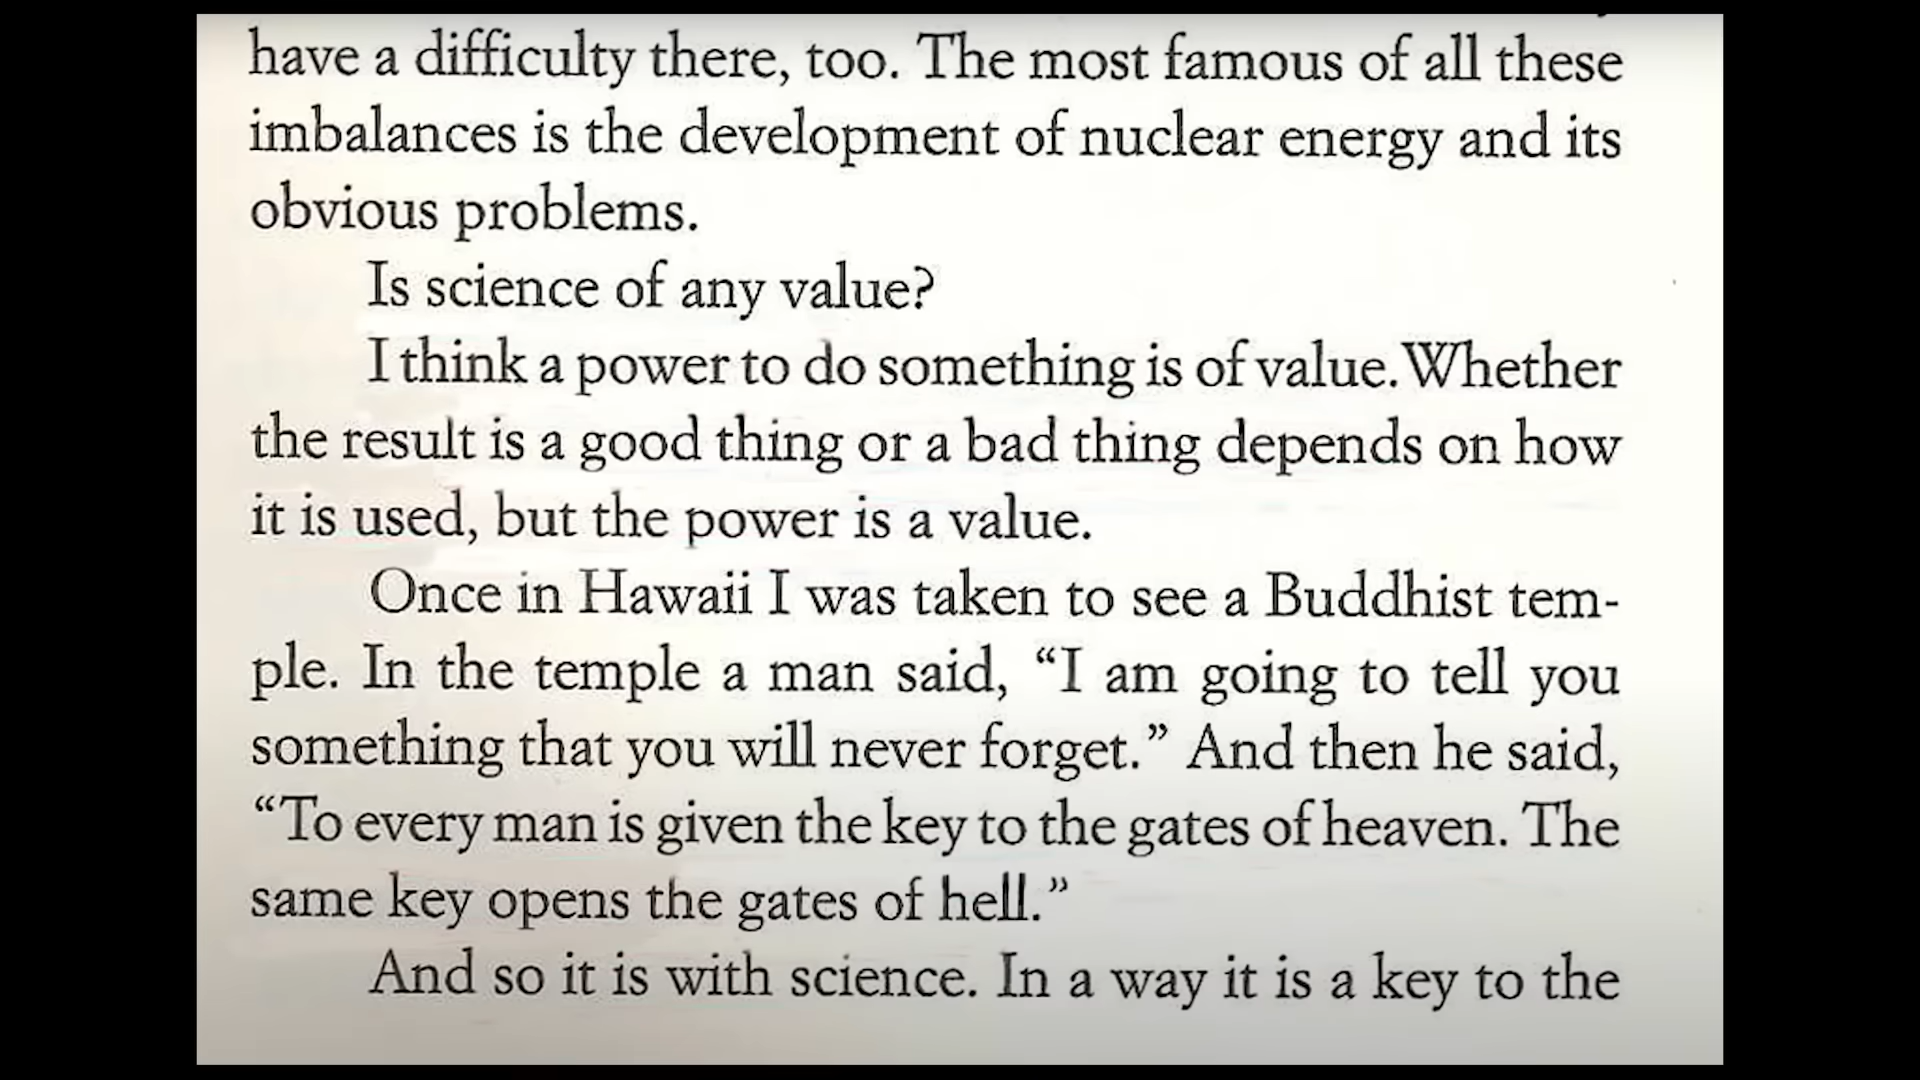 have a difficulty there, too. The most famous of all these
imbalances is the development of nuclear energy and its
obvious problems.
Is science of any value?
I think a power to do something is of value. Whether
the result is a good thing or a bad thing depends on how
it is used, but the power is a value.
Once in Hawaii I was taken to see a Buddhist tem-
ple. In the temple a man said, “I am going to tell you
something that you will never forget.” And then he said,
“To every man is given the key to the gates of heaven. The
same key opens the gates of hell.”
And so it is with science. In a way it is a key to the